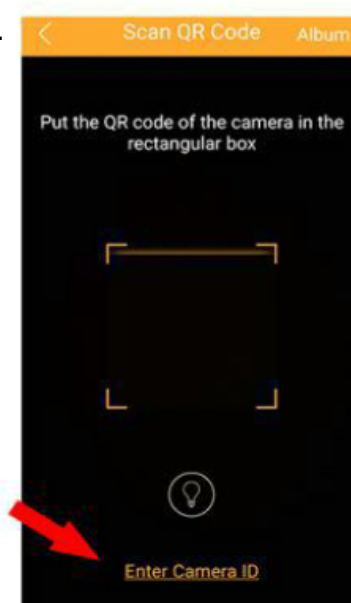 Scan QR Code
Album
Put the QR code of the camera in the
rectangular box
Enter Camera ID